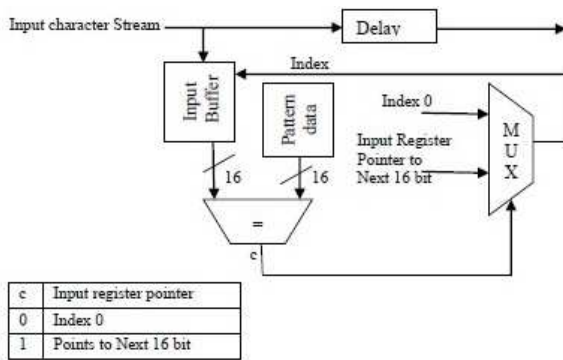 Input character Stream
Delay
Index
Input
Buffer
Pattern
data
Index 0
Input Register
Pointer to
Next 16 bit
M
U
X
16
16
=
c
c Input register pointer
0 Index 0
1 Points to Next 16 bit